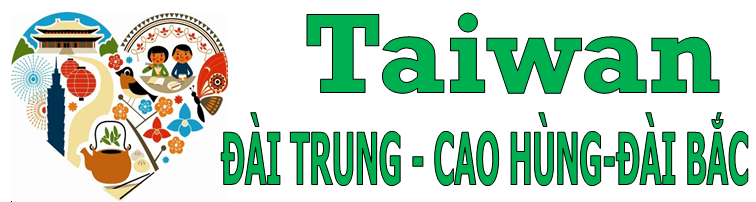 Taiwan
ĐÀI TRUNG - CAO HÙNG-ĐÀI BẮC